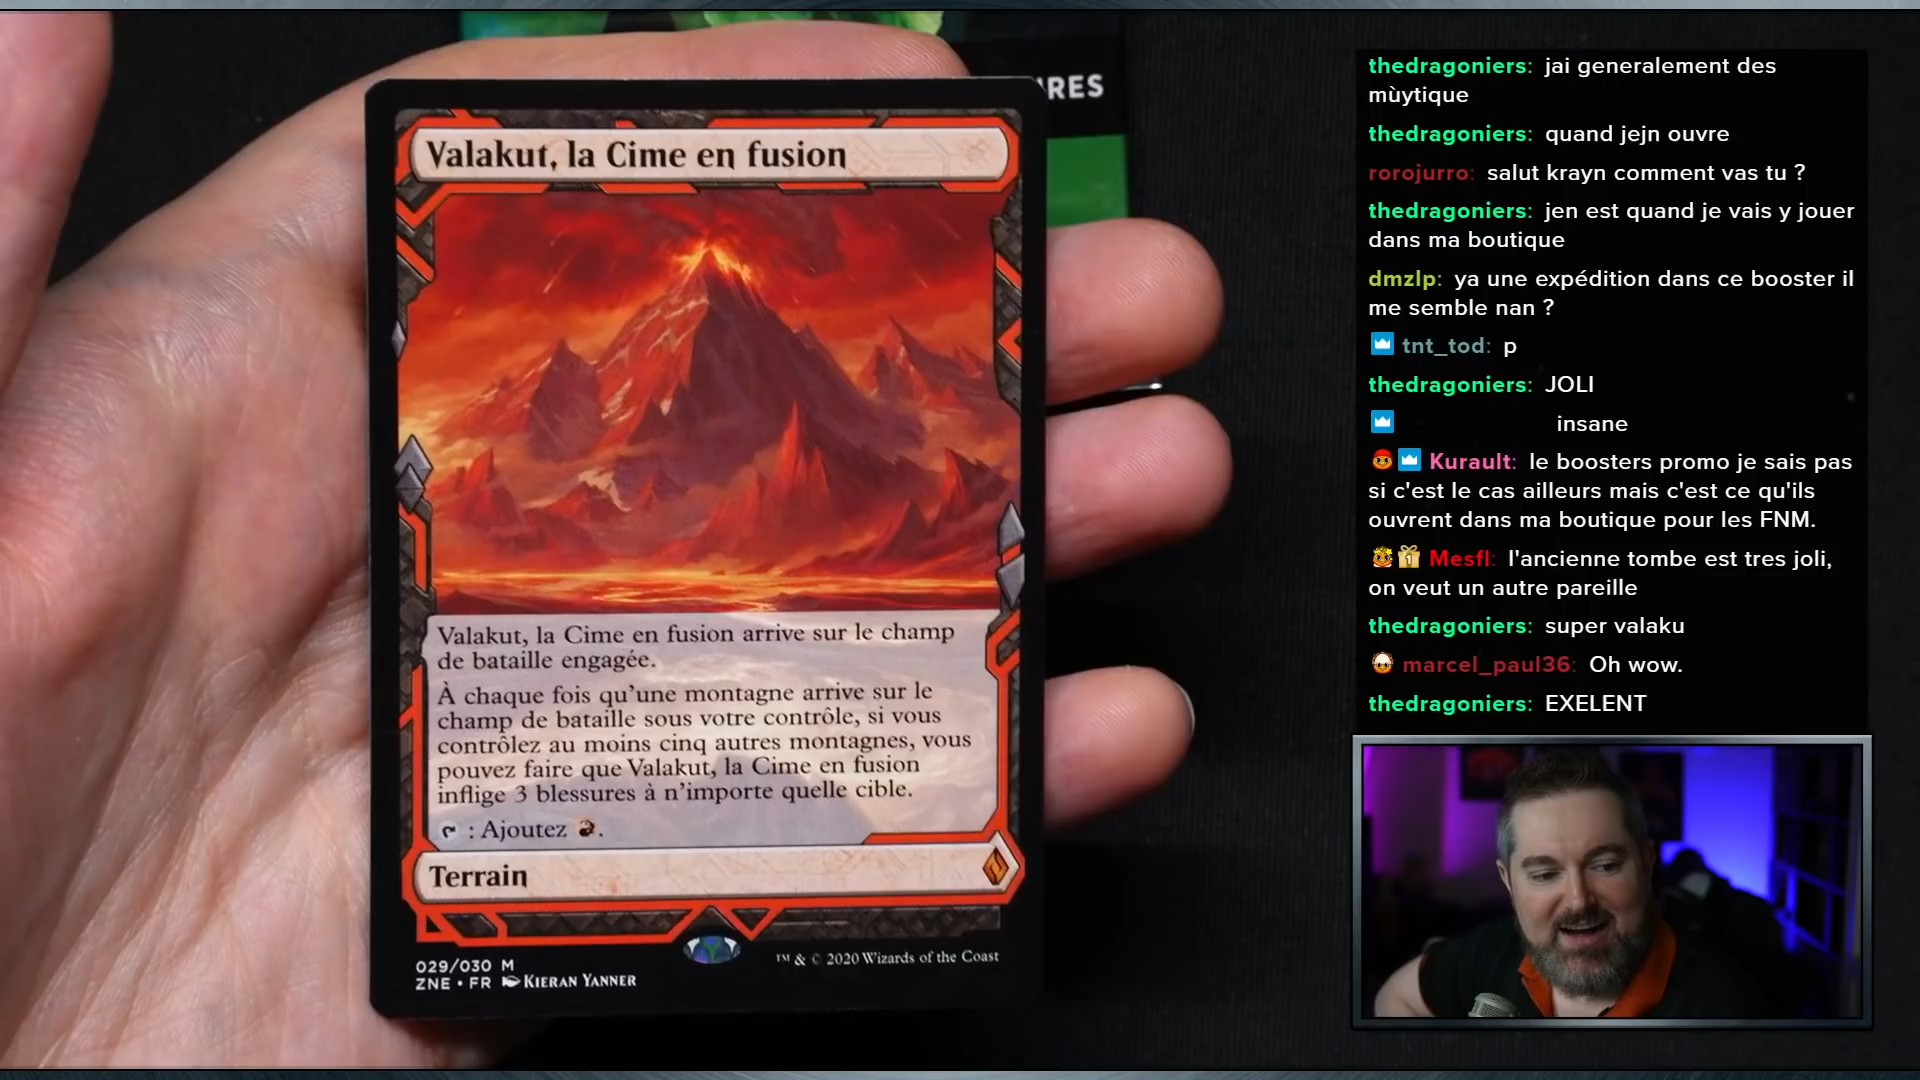 IRES
Valakut, la Cime en fusion
Valakut, la Cime en fusion arrive sur le champ
de bataille engagée.
À chaque fois qu'une montagne arrive sur le
champ de bataille sous votre contrôle, si vous
contrôlez au moins cinq autres montagnes, vous
pouvez faire que Valakut, la Cime en fusion
inflige 3 blessures à n'importe quelle cible.
: Ajoutez .
Terrain
029/030 M
ZNE • FR KIERAN YANNER
™ & © 2020 Wizards of the Coast
thedragoniers: jai generalement des
mùytique
thedragoniers: quand jejn ouvre
rorojurro: salut krayn comment vas tu ?
thedragoniers: jen est quand je vais y jouer
dans ma boutique
dmzlp: ya une expédition dans ce booster il
me semble nan ?
tnt_tod: p
thedragoniers: JOLI
insane
Kurault: le boosters promo je sais pas
si c'est le cas ailleurs mais c'est ce qu'ils
ouvrent dans ma boutique pour les FNM.
Mesfl: l'ancienne tombe est tres joli,
on veut un autre pareille
thedragoniers: super valaku
marcel_paul36: Oh wow.
thedragoniers: EXELENT